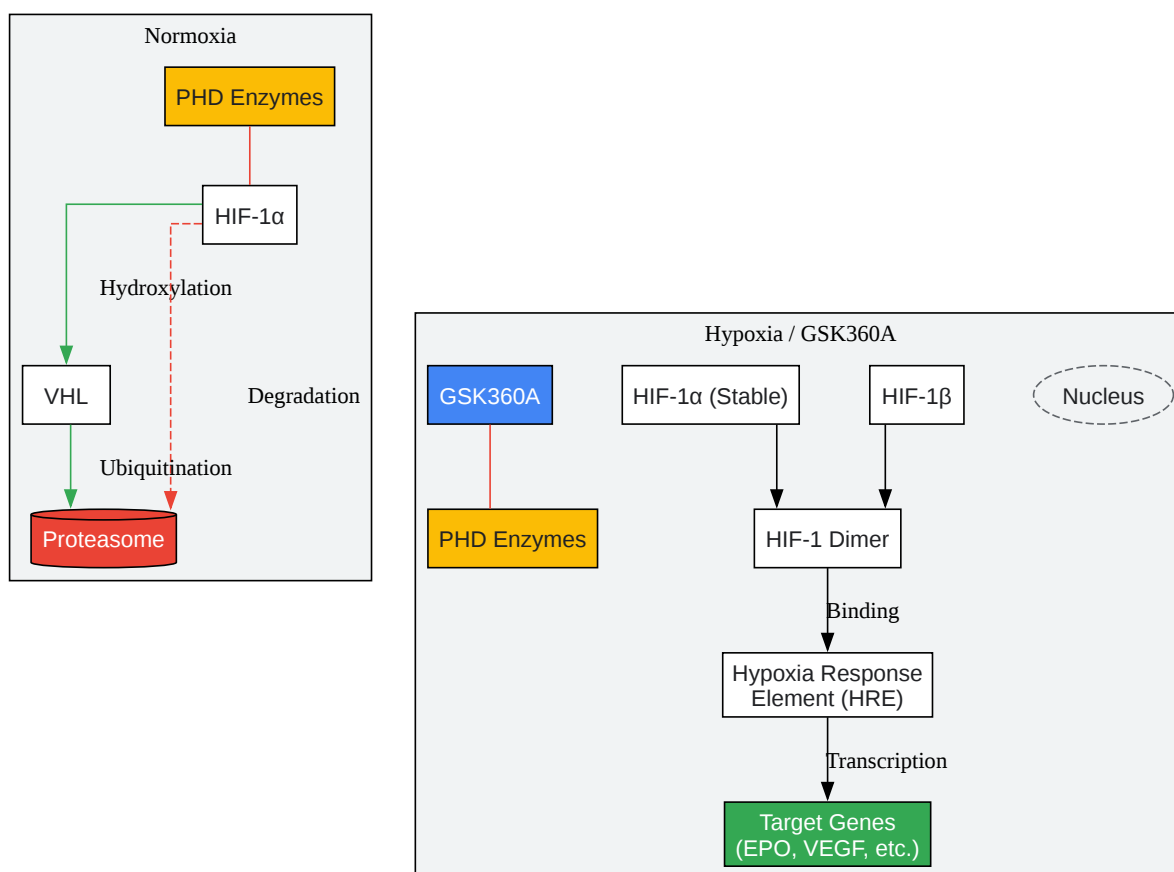 Normoxia
PHD Enzymes
HIF-1α
Hydroxylation
VHL
Degradation
Ubiquitination
Proteasome
Hypoxia / GSK360A
GSK360A
HIF-1α (Stable)
HIF-1β
Nucleus
PHD Enzymes
HIF-1 Dimer
Binding
Hypoxia Response
Element (HRE)
Transcription
Target Genes
(EPO, VEGF, etc.)